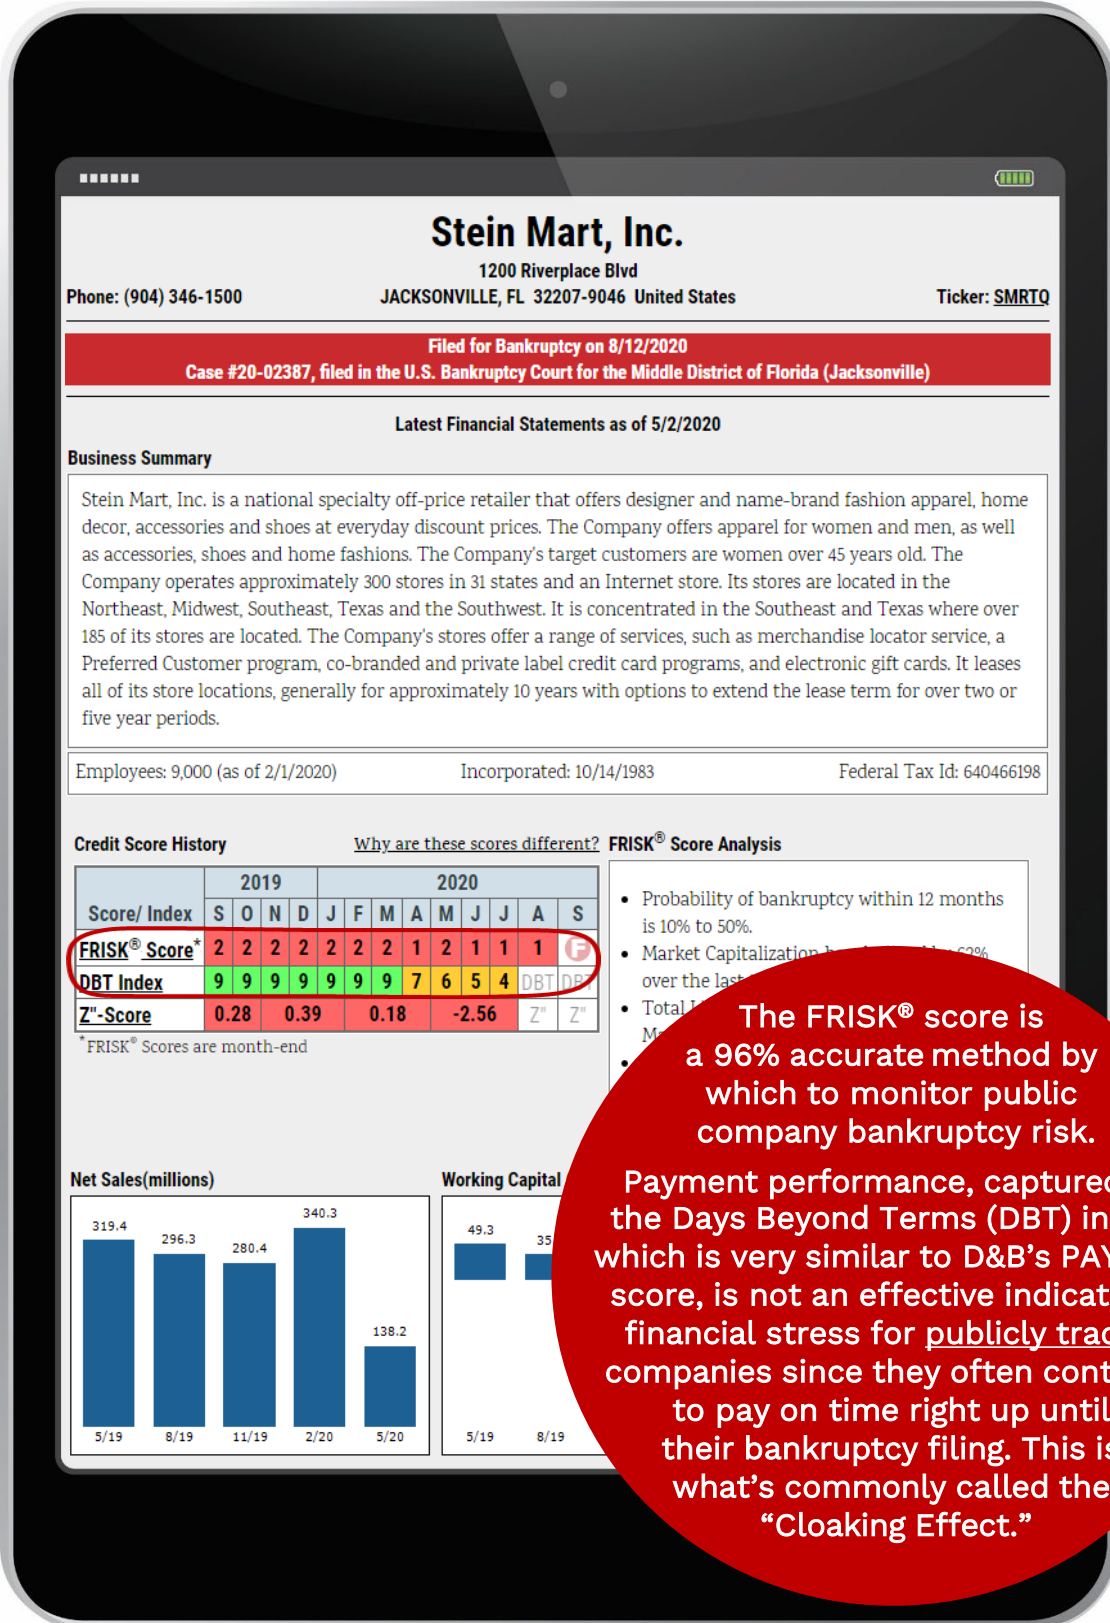 Stein Mart, Inc.
1200 Riverplace Blvd
Phone: (904) 346-1500 JACKSONVILLE, FL 32207-9046 United States Ticker: SMRTQ
Filed for Bankruptcy on 8/12/2020
Case #20-02387, filed in the U.S. Bankruptcy Court for the Middle District of Florida (Jacksonville)
Latest Financial Statements as of 5/2/2020
Business Summary
Stein Mart, Inc. is a national specialty off-price retailer that offers designer and name-brand fashion apparel, home
decor, accessories and shoes at everyday discount prices. The Company offers apparel for women and men, as well
as accessories, shoes and home fashions. The Company's target customers are women over 45 years old. The
Company operates approximately 300 stores in 31 states and an Internet store. Its stores are located in the
Northeast, Midwest, Southeast, Texas and the Southwest. It is concentrated in the Southeast and Texas where over
185 of its stores are located. The Company's stores offer a range of services, such as merchandise locator service, a
Preferred Customer program, co-branded and private label credit card programs, and electronic gift cards. It leases
all of its store locations, generally for approximately 10 years with options to extend the lease term for over two or
five year periods.
Employees: 9,000 (as of 2/1/2020) Incorporated: 10/14/1983 Federal Tax Id: 640466198
Credit Score History Why are these scores different?
2019 2020
Score/ Index S O N D J F M A M J J A S
FRISK® Score* 2 2 2 2 2 2 2 1 2 1 1 1 F
DBT Index 9 9 9 9 9 9 9 7 6 5 4 DBT DBT
Z"-Score 0.28 0.39 0.18 -2.56 Z" Z"
*FRISK® Scores are month-end
FRISK® Score Analysis
• Probability of bankruptcy within 12 months
is 10% to 50%.
• Market Capitalization 62%
over the last
• Total
Net Sales(millions)
319.4 296.3 280.4 340.3 138.2
5/19 8/19 11/19 2/20 5/20
Working Capital
49.3 35
5/19 8/19
The FRISK® score is
a 96% accurate method by
which to monitor public
company bankruptcy risk.
Payment performance, captured
the Days Beyond Terms (DBT)
which is very similar to D&B's
score, is not an effective
financial stress for publicly
companies since they often
to pay on time right up until
their bankruptcy filing. This is
what's commonly called the
"Cloaking Effect."